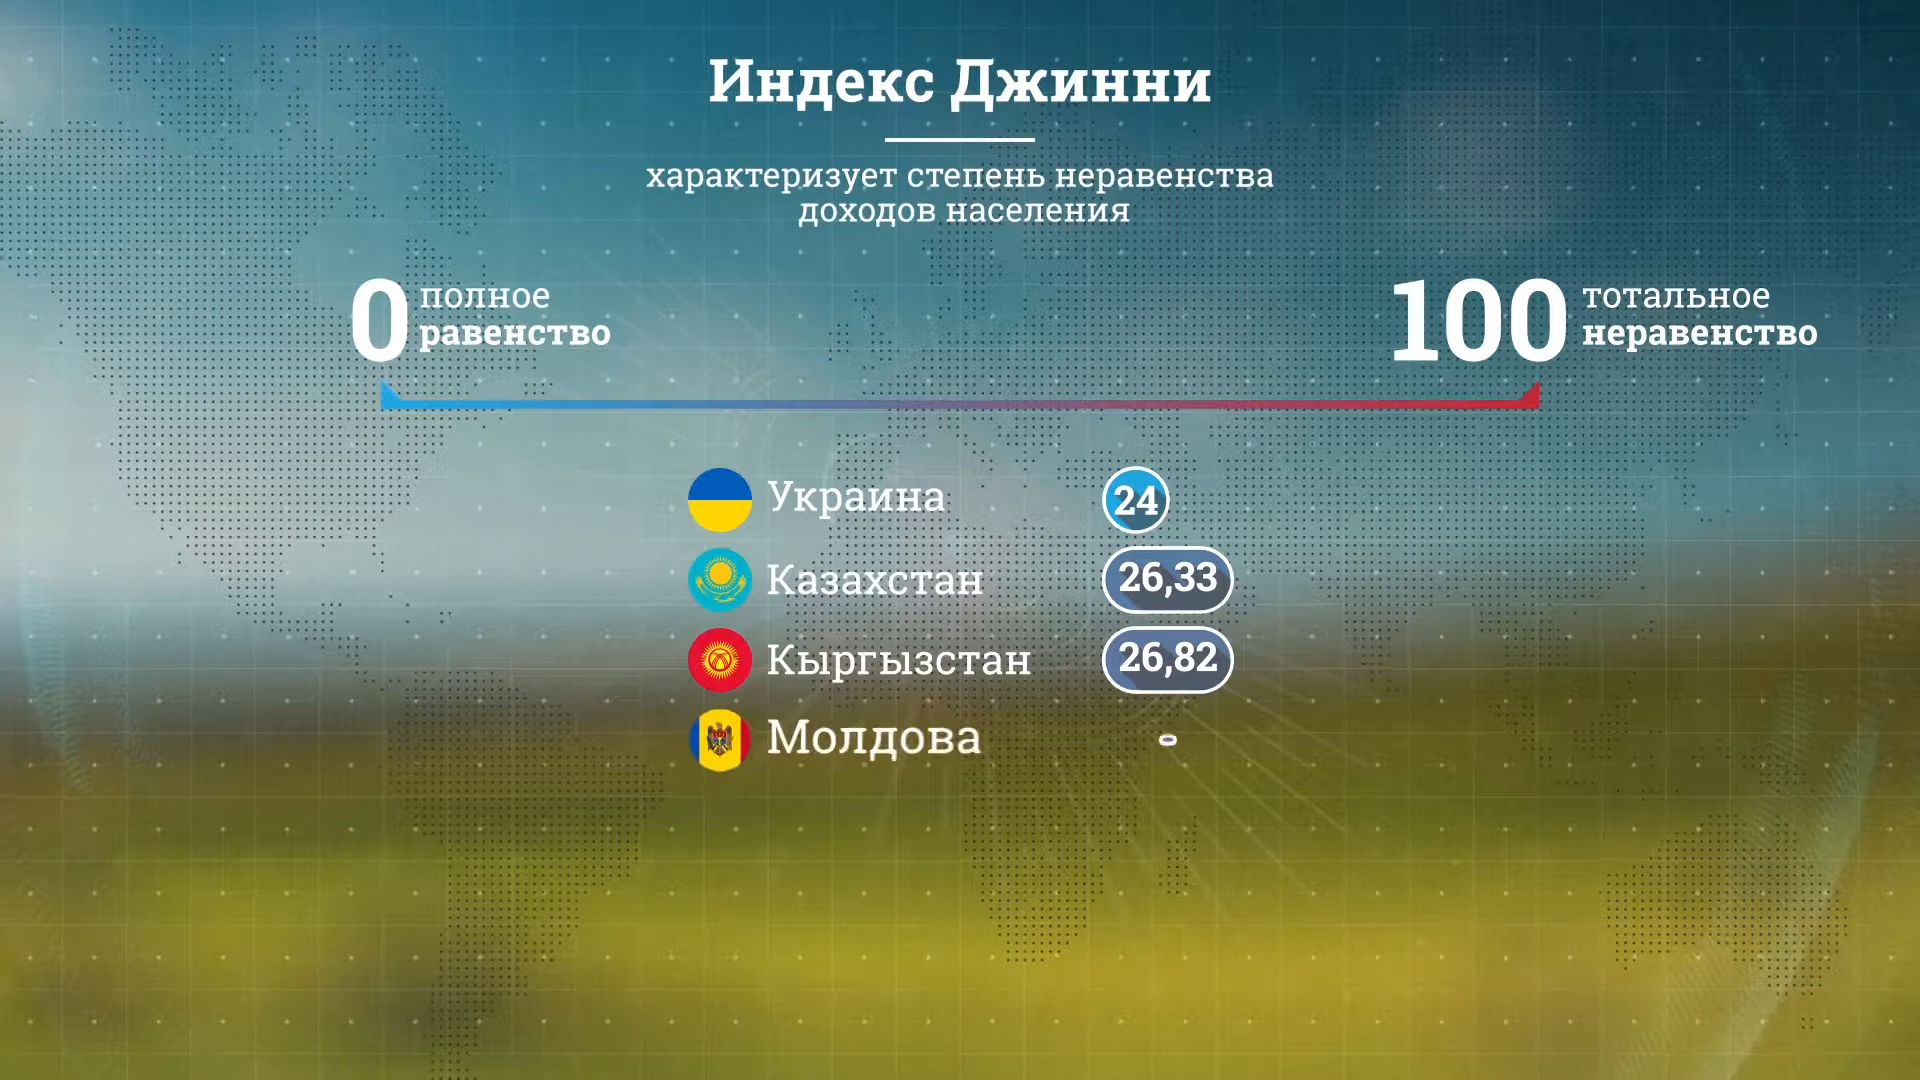 Индекс Джинни
характеризует степень неравенства
доходов населения
0 полное
равенство
100 тотальное
неравенство
Украина 24
Казахстан 26,33
Кыргызстан 26,82
Молдова